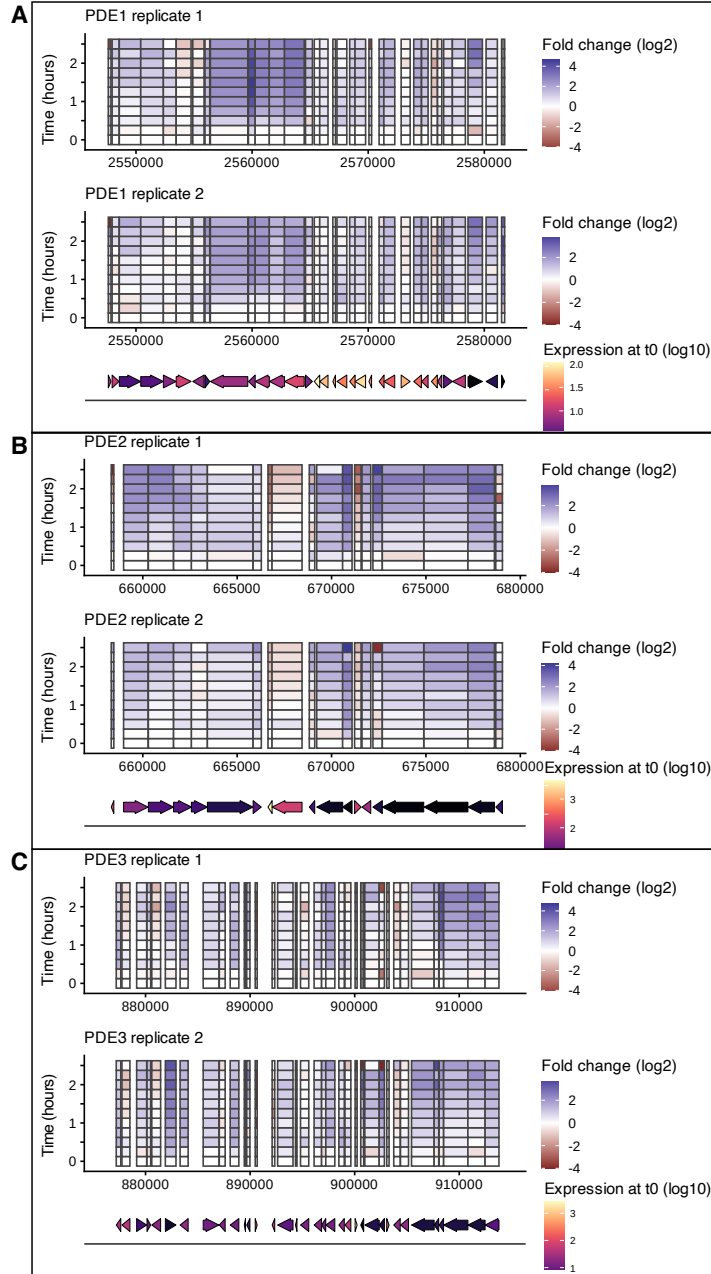 A
PDE1 replicate 1
Time (hours)
2
1
0
2550000 2560000 2570000 2580000
Fold change (log2)
4
2
0
-2
-4
PDE1 replicate 2
Time (hours)
2
1
0
2550000 2560000 2570000 2580000
Fold change (log2)
2
0
-2
-4
Expression at t0 (log10)
2.0
1.5
1.0
B
PDE2 replicate 1
Time (hours)
2
1
0
660000 665000 670000 675000 680000
Fold change (log2)
2
0
-2
-4
PDE2 replicate 2
Time (hours)
2
1
0
660000 665000 670000 675000 680000
Fold change (log2)
4
2
0
-2
-4
Expression at t0 (log10)
3
2
C
PDE3 replicate 1
Time (hours)
2
1
0
880000 890000 900000 910000
Fold change (log2)
4
2
0
-2
-4
PDE3 replicate 2
Time (hours)
2
1
0
880000 890000 900000 910000
Fold change (log2)
2
0
-2
-4
Expression at t0 (log10)
3
2
1